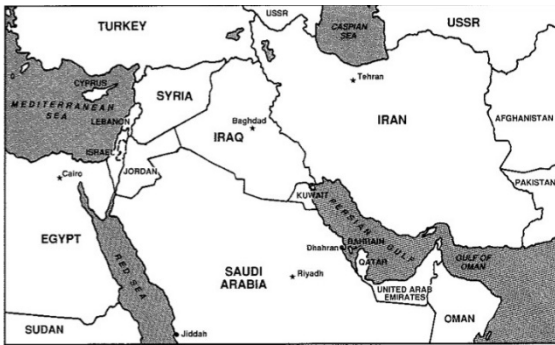 USSR
CASPIAN
SEA
USSR
TURKEY
Tehran
CYPRUS
SYRIA
MEDITERRANEAN
SEA
LEBANON
Baghdad
IRAQ
IRAN
AFGHANISTAN
ISRAEL
Cairo
JORDAN
KUWAIT
PAKISTAN
PERSIAN GULF
EGYPT
Dhahran
BAHRAIN
QATAR
GULF OF
OMAN
RED SEA
SAUDI
ARABIA
Riyadh
UNITED ARAB
EMIRATES
OMAN
SUDAN
Jiddah